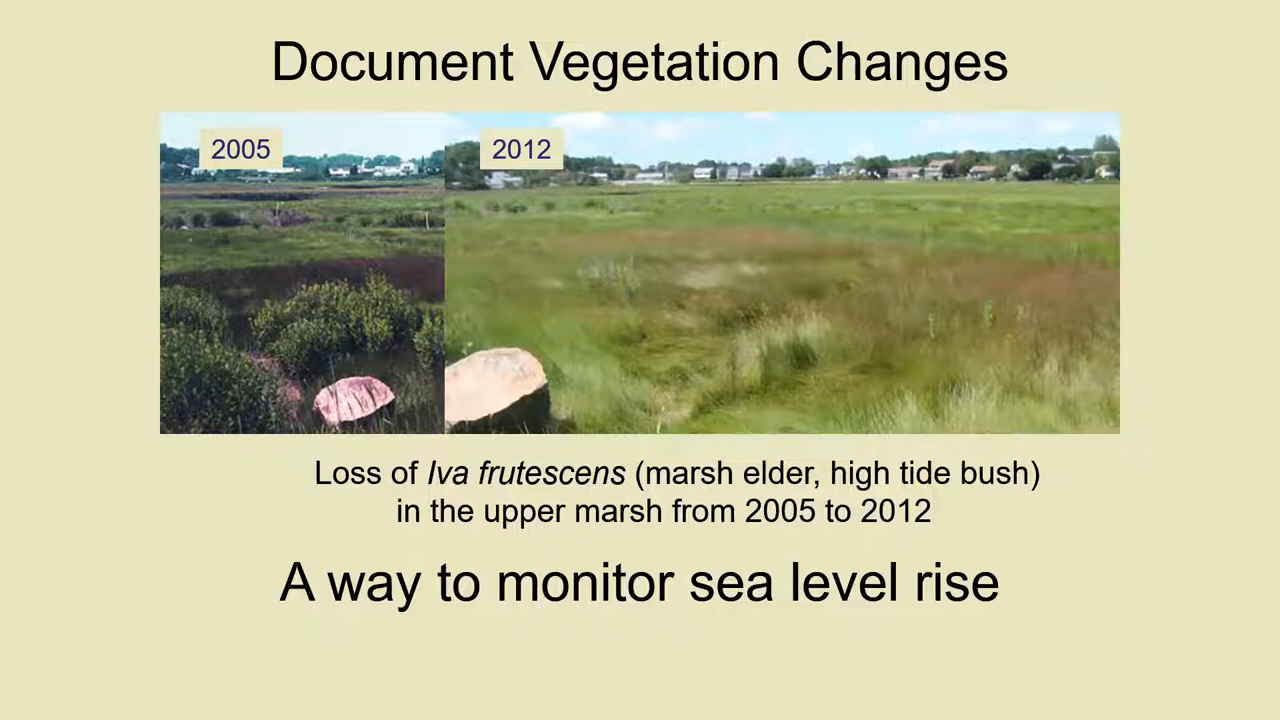 Document Vegetation Changes
2005
2012
Loss of Iva frutescens (marsh elder, high tide bush)
in the upper marsh from 2005 to 2012
A way to monitor sea level rise